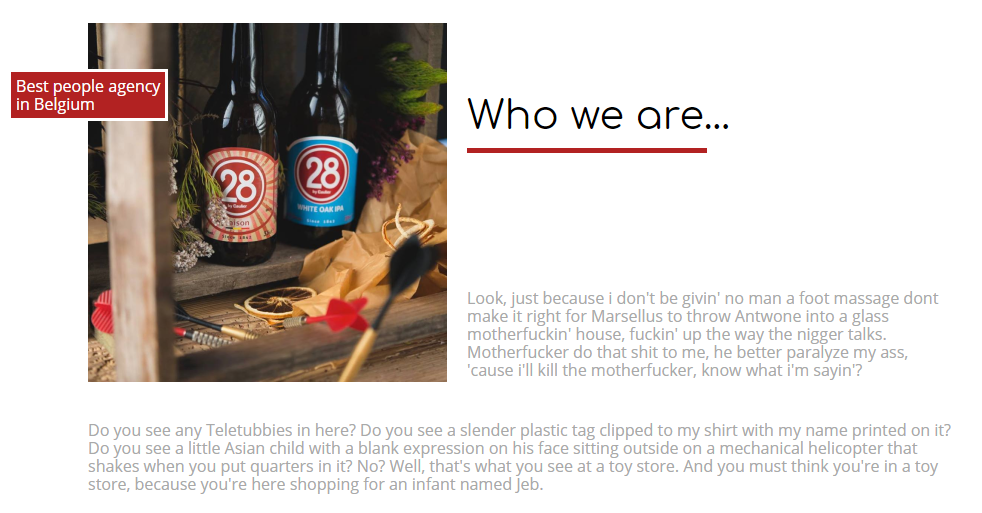 Best people agency
in Belgium
28
by Caulier
28
by Caulier
WHITE OAK IPA
Since 1842
Who we are...
Look, just because i don't be givin' no man a foot massage dont
make it right for Marsellus to throw Antwone into a glass
motherfuckin' house, fuckin' up the way the nigger talks.
Motherfucker do that shit to me, he better paralyze my ass,
'cause i'll kill the motherfucker, know what i'm sayin'?
Do you see any Teletubbies in here? Do you see a slender plastic tag clipped to my shirt with my name printed on it?
Do you see a little Asian child with a blank expression on his face sitting outside on a mechanical helicopter that
shakes when you put quarters in it? No? Well, that's what you see at a toy store. And you must think you're in a toy
store, because you're here shopping for an infant named Jeb.